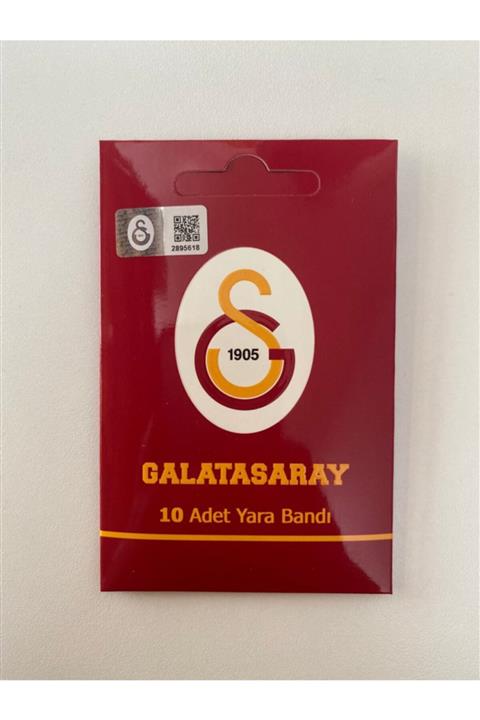 2895618
1905
GALATASARAY
10 Adet Yara Bandı